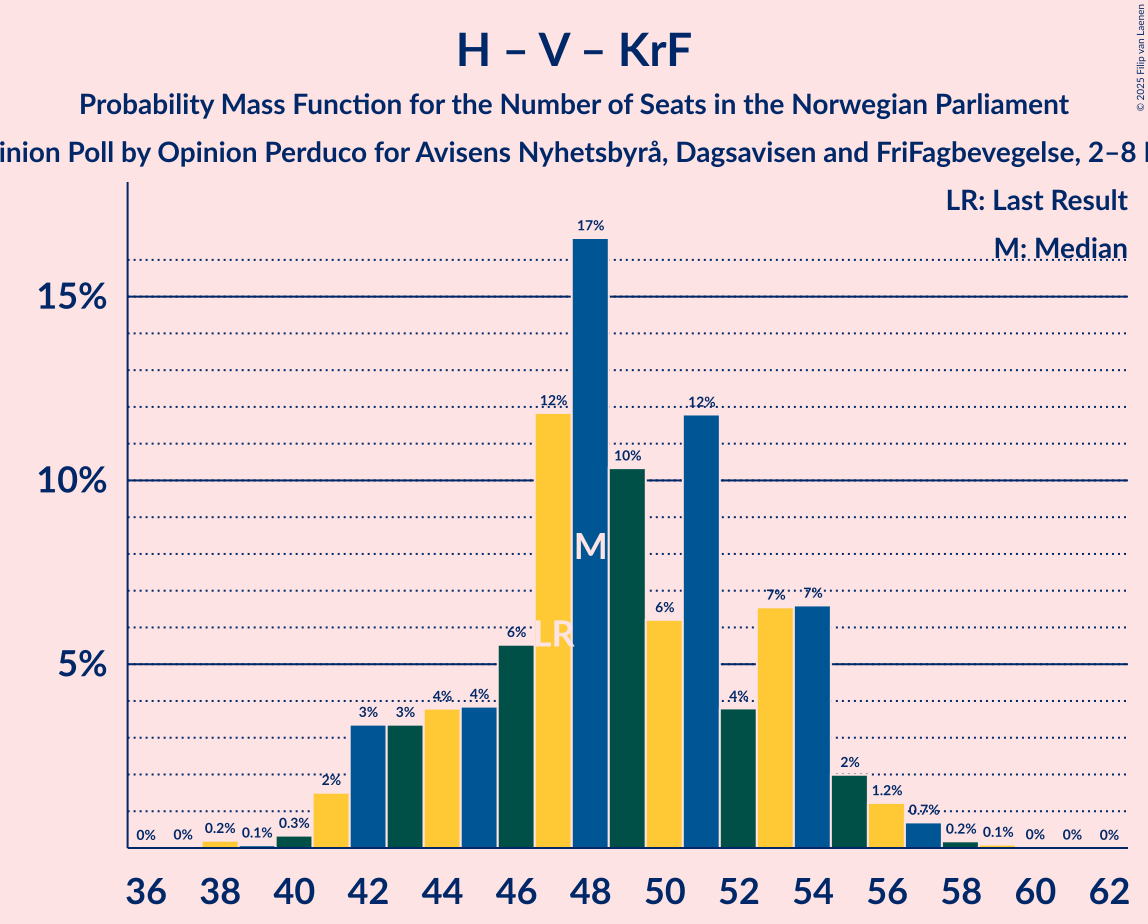 © 2025 Filip van Laenen
H – V – KrF
Probability Mass Function for the Number of Seats in the Norwegian Parliament
Poll by Opinion Perduco for Avisens Nyhetsbyrå, Dagsavisen and FriFagbevegelse, 2–8
LR: Last Result
M: Median
15%
10%
5%
0% 0% 0.2% 0.1% 0.3% 2% 3% 3% 4% 4% 6% 12% 17% 10% 6% 12% 4% 7% 7% 2% 1.2% 0.7% 0.2% 0.1% 0% 0% 0%
LR
M
36 38 40 42 44 46 48 50 52 54 56 58 60 62